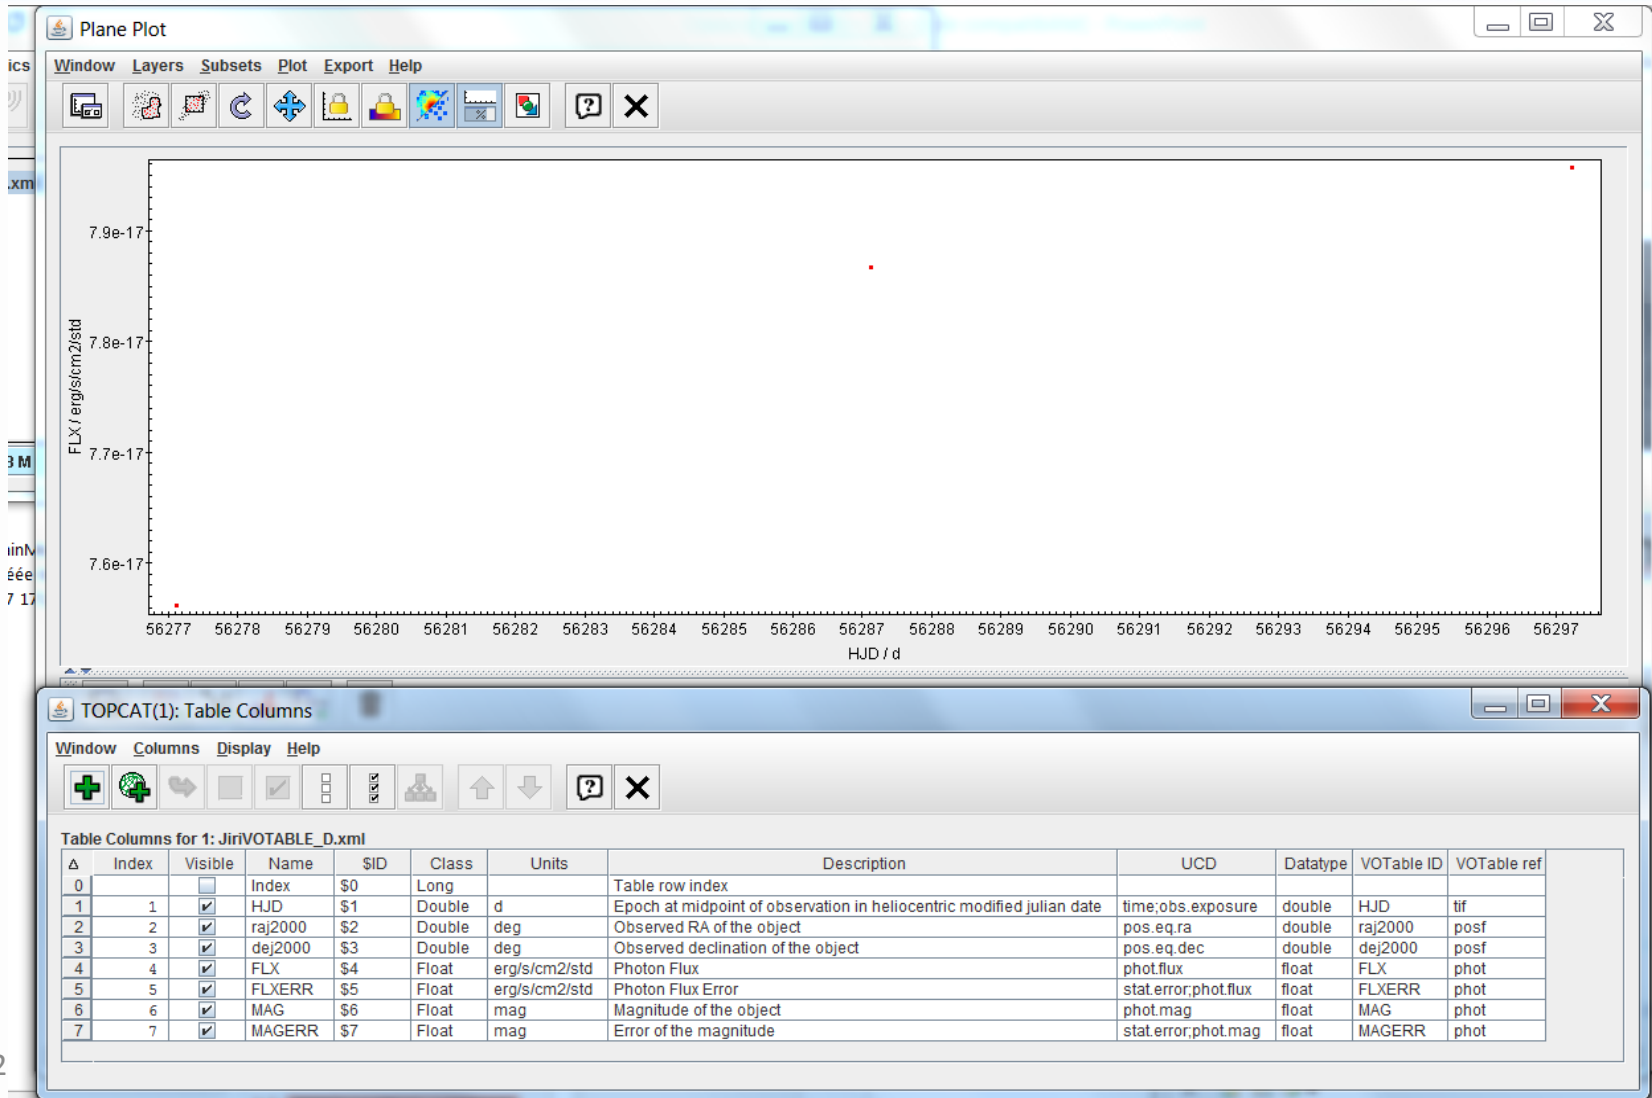 Plane Plot
ics
Window Layers Subsets Plot Export Help
.xm
7.9e-17
7.8e-17
FLX / erg/s/cm2/std
7.7e-17
3 M
7.6e-17
ainM
éée
7 17
56277 56278 56279 56280 56281 56282 56283 56284 56285 56286 56287 56288 56289 56290 56291 56292 56293 56294 56295 56296 56297
HJD / d
TOPCAT(1): Table Columns
Window Columns Display Help
Table Columns for 1: JiriVOTABLE_D.xml
Index Visible Name $ID Class Units Description UCD Datatype VOTable ID VOTable ref
0 Index $0 Long Table row index
1 1 HJD $1 Double d Epoch at midpoint of observation in heliocentric modified julian date time;obs.exposure double HJD tif
2 2 raj2000 $2 Double deg Observed RA of the object pos.eq.ra double raj2000 posf
3 3 dej2000 $3 Double deg Observed declination of the object pos.eq.dec double dej2000 posf
4 4 FLX $4 Float erg/s/cm2/std Photon Flux phot.flux float FLX phot
5 5 FLXERR $5 Float erg/s/cm2/std Photon Flux Error stat.error;phot.flux float FLXERR phot
6 6 MAG $6 Float mag Magnitude of the object phot.mag float MAG phot
7 7 MAGERR $7 Float mag Error of the magnitude stat.error;phot.mag float MAGERR phot
2